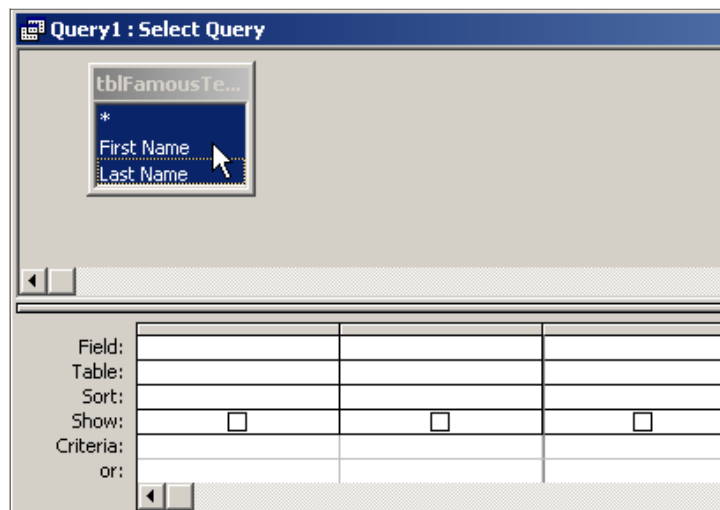 Query1 : Select Query
tblFamousTe...
*
First Name
Last Name
Field:
Table:
Sort:
Show:
Criteria:
or: